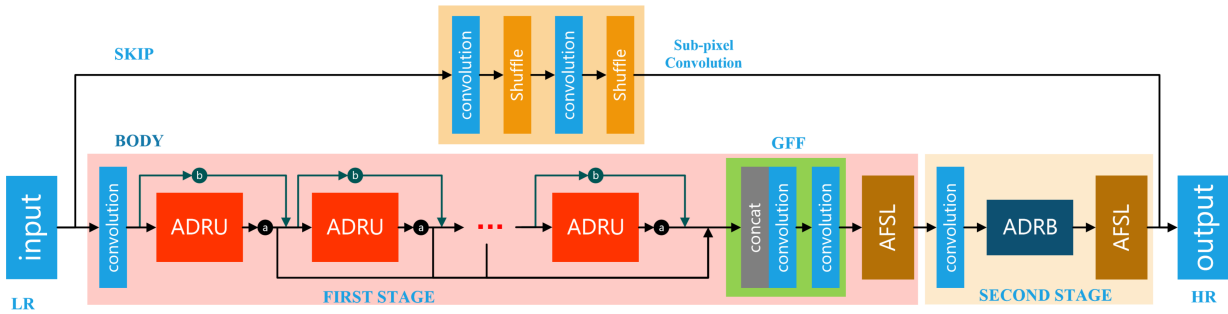 SKIP
convolution
Shuffle
convolution
Shuffle
Sub-pixel
Convolution
BODY
GFF
input
LR
convolution
b
ADRU
a
b
ADRU
a
...
b
ADRU
a
concat
convolution
convolution
AFSL
FIRST STAGE
convolution
ADRB
AFSL
SECOND STAGE
output
HR